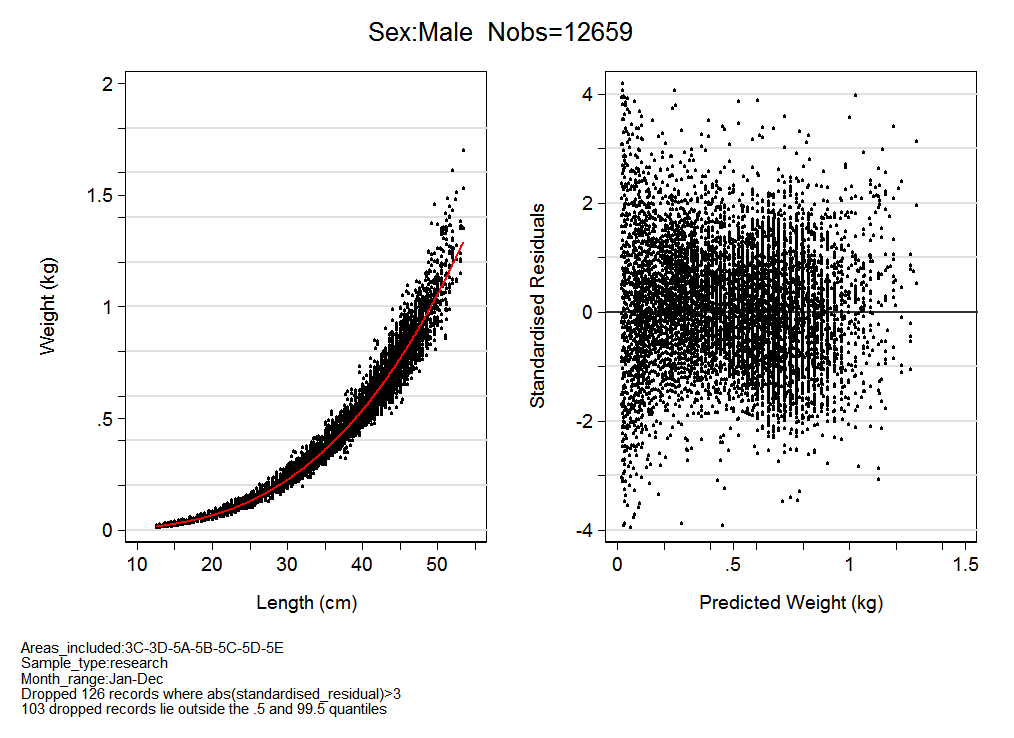 Sex:Male  Nobs=12659
2
1.5
1
.5
0
Weight (kg)
10 20 30 40 50
Length (cm)
4
2
0
-2
-4
Standardised Residuals
0 .5 1 1.5
Predicted Weight (kg)
Areas_included:3C-3D-5A-5B-5C-5D-5E
Sample_type:research
Month_range:Jan-Dec
Dropped 126 records where abs(standardised_residual)>3
103 dropped records lie outside the .5 and 99.5 quantiles